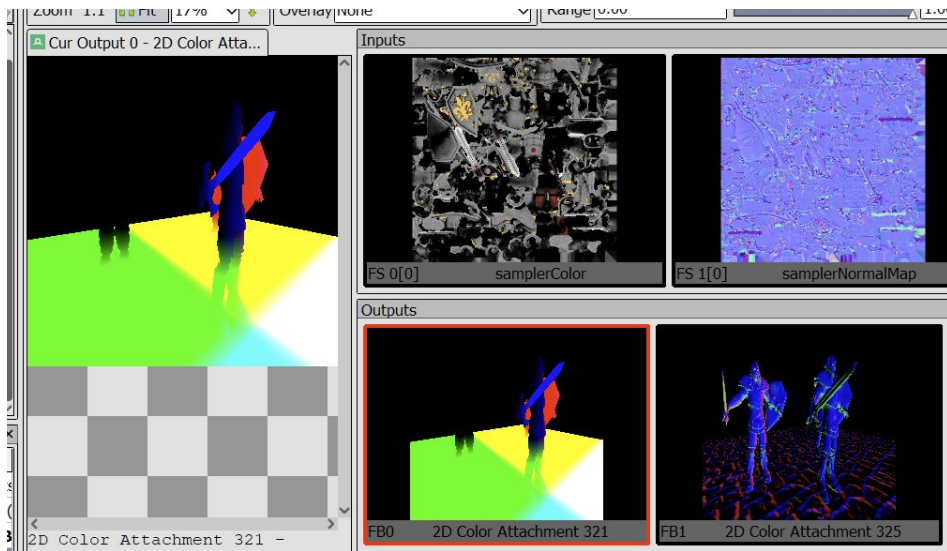 Zoom 1:1 Fit 17% Overlay None Range 0.00 1.00
Cur Output 0 - 2D Color Atta...
Inputs
FS 0[0] samplerColor
FS 1[0] samplerNormalMap
Outputs
FB0 2D Color Attachment 321
FB1 2D Color Attachment 325
2D Color Attachment 321 -